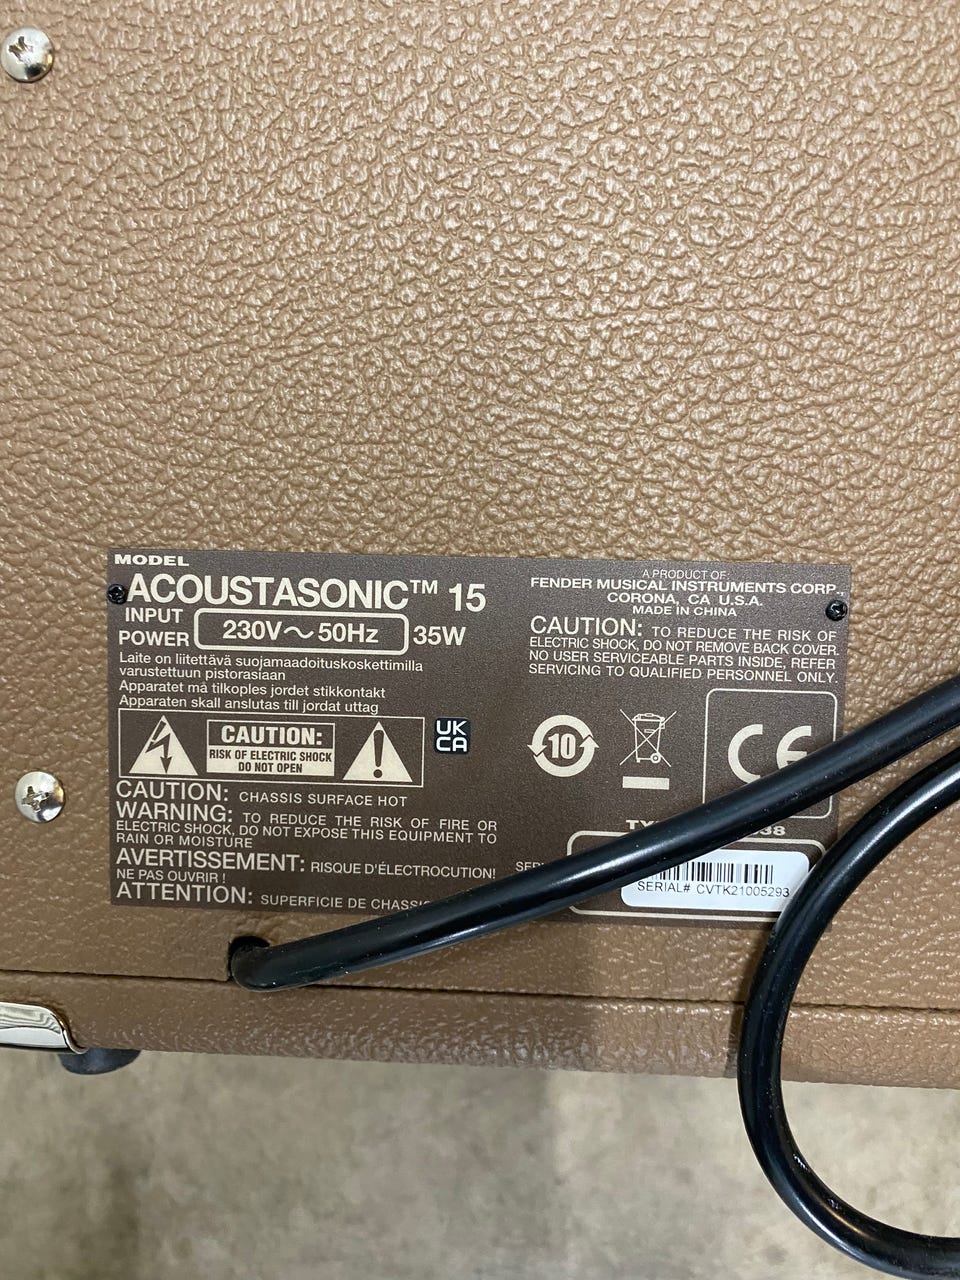 MODEL
ACOUSTASONIC™ 15
INPUT
POWER
230V～50Hz
35W
Laite on liitettävä suojamaadoituskoskettimilla
varustettuun pistorasiaan
Apparatet må tilkoples jordet stikkontakt
Apparaten skall anslutas till jordat uttag
CAUTION:
RISK OF ELECTRIC SHOCK
DO NOT OPEN
UK
CA
CAUTION: CHASSIS SURFACE HOT
WARNING: TO REDUCE THE RISK OF FIRE OR
ELECTRIC SHOCK, DO NOT EXPOSE THIS EQUIPMENT TO
RAIN OR MOISTURE
AVERTISSEMENT: RISQUE D'ÉLECTROCUTION!
NE PAS OUVRIR !
ATTENTION: SUPERFICIE DE
A PRODUCT OF:
FENDER MUSICAL INSTRUMENTS CORP.,
CORONA, CA U.S.A.
MADE IN CHINA
CAUTION: TO REDUCE THE RISK OF
ELECTRIC SHOCK, DO NOT REMOVE BACK COVER.
NO USER SERVICEABLE PARTS INSIDE, REFER
SERVICING TO QUALIFIED PERSONNEL ONLY.
10
CE
SERIAL# CVTK21005293